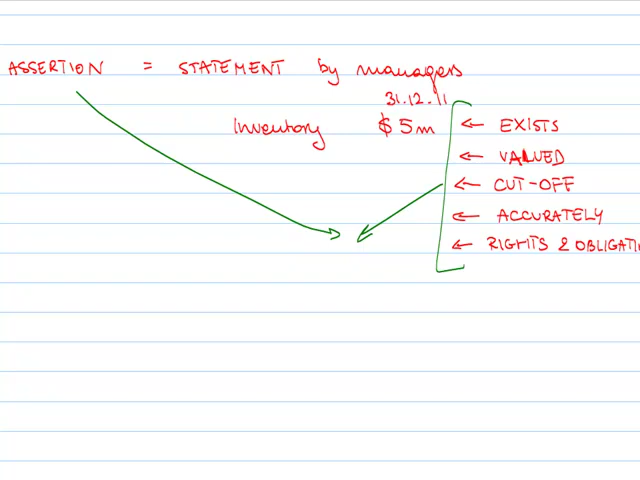 ASSERTION = STATEMENT by managers
31.12.11
Inventory $5m ← EXISTS
← VALUED
← CUT-OFF
← ACCURATELY
← RIGHTS & OBLIGATI